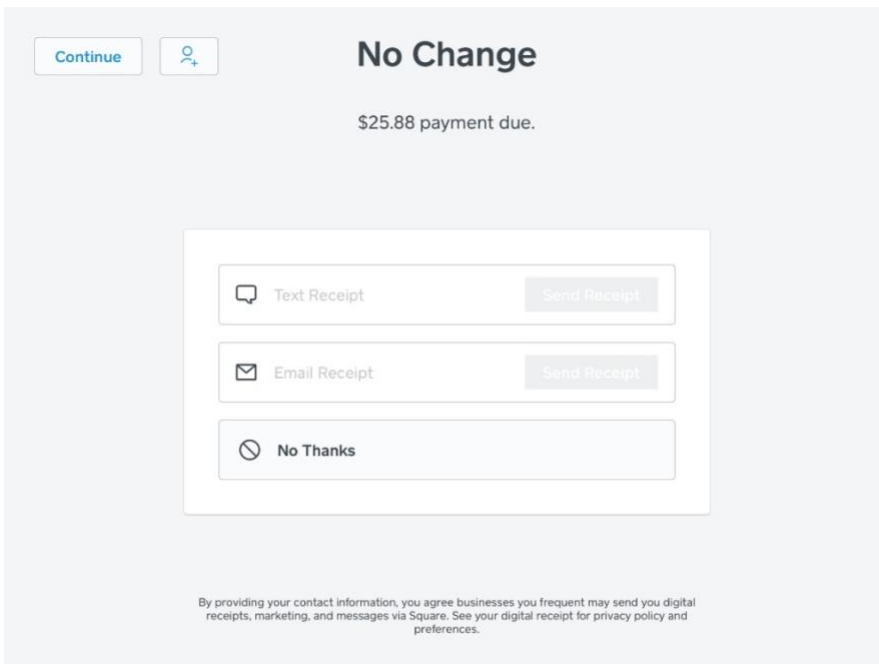 Continue
No Change
$25.88 payment due.
Text Receipt
Send Receipt
Email Receipt
Send Receipt
No Thanks
By providing your contact information, you agree businesses you frequent may send you digital
receipts, marketing, and messages via Square. See your digital receipt for privacy policy and
preferences.